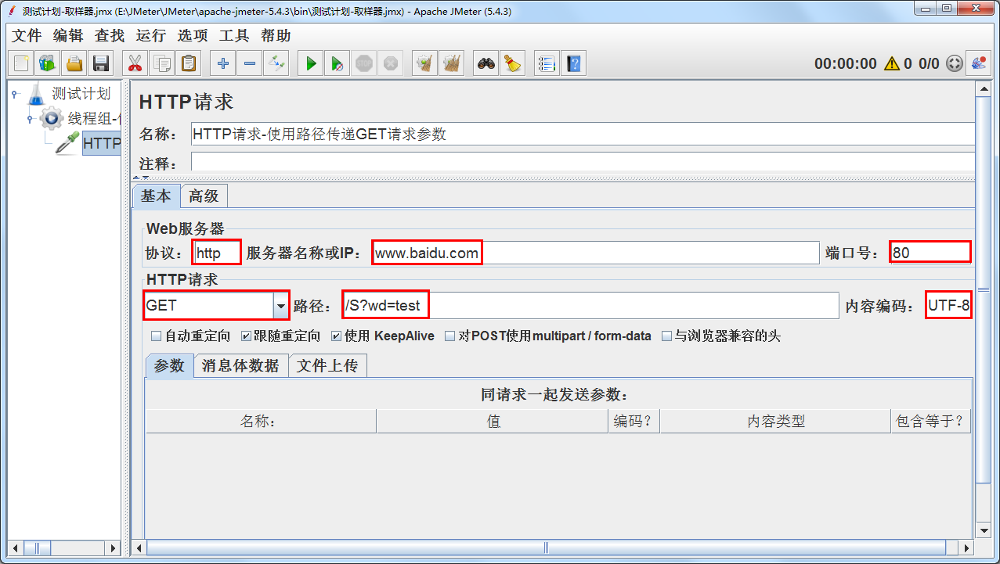 测试计划-取样器.jmx (E:\JMeter\JMeter\apache-jmeter-5.4.3\bin\测试计划-取样器.jmx) - Apache JMeter (5.4.3)
文件 编辑 查找 运行 选项 工具 帮助
00:00:00 0 0/0
测试计划
线程组-
HTTP
HTTP请求
名称： HTTP请求-使用路径传递GET请求参数
注释：
基本 高级
Web服务器
协议： http 服务器名称或IP： www.baidu.com 端口号： 80
HTTP请求
GET 路径： /S?wd=test 内容编码： UTF-8
自动重定向 跟随重定向 使用 KeepAlive 对POST使用multipart / form-data 与浏览器兼容的头
参数 消息体数据 文件上传
同请求一起发送参数：
名称： 值 编码？ 内容类型 包含等于？